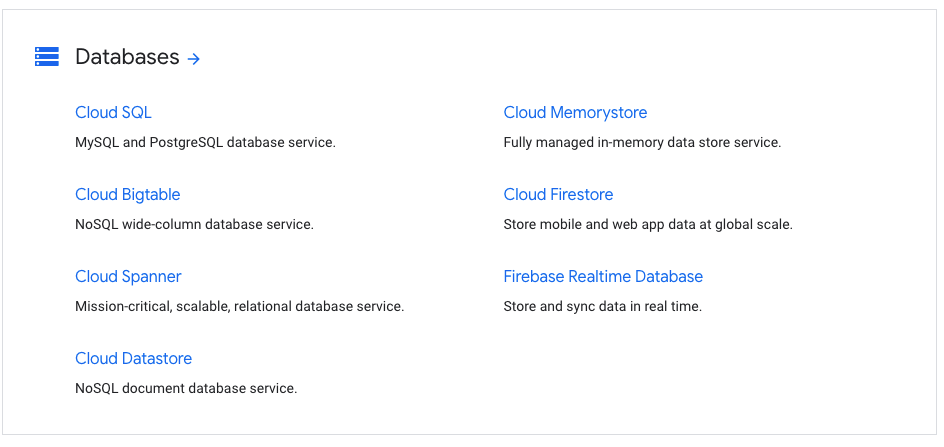 Databases →
Cloud SQL
MySQL and PostgreSQL database service.
Cloud Bigtable
NoSQL wide-column database service.
Cloud Spanner
Mission-critical, scalable, relational database service.
Cloud Datastore
NoSQL document database service.
Cloud Memorystore
Fully managed in-memory data store service.
Cloud Firestore
Store mobile and web app data at global scale.
Firebase Realtime Database
Store and sync data in real time.